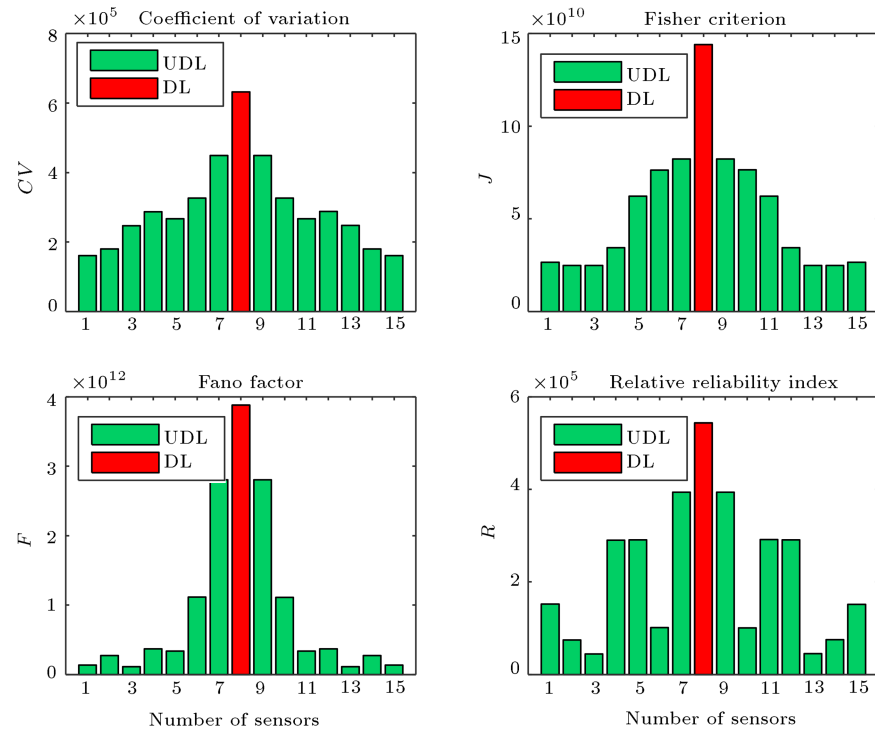 ×10^5 Coefficient of variation
8
6
4
2
0
CV
UDL
DL
1 3 5 7 9 11 13 15
×10^10 Fisher criterion
15
10
5
0
J
UDL
DL
1 3 5 7 9 11 13 15
×10^12 Fano factor
4
3
2
1
0
F
UDL
DL
1 3 5 7 9 11 13 15
Number of sensors
×10^5 Relative reliability index
6
4
2
0
R
UDL
DL
1 3 5 7 9 11 13 15
Number of sensors